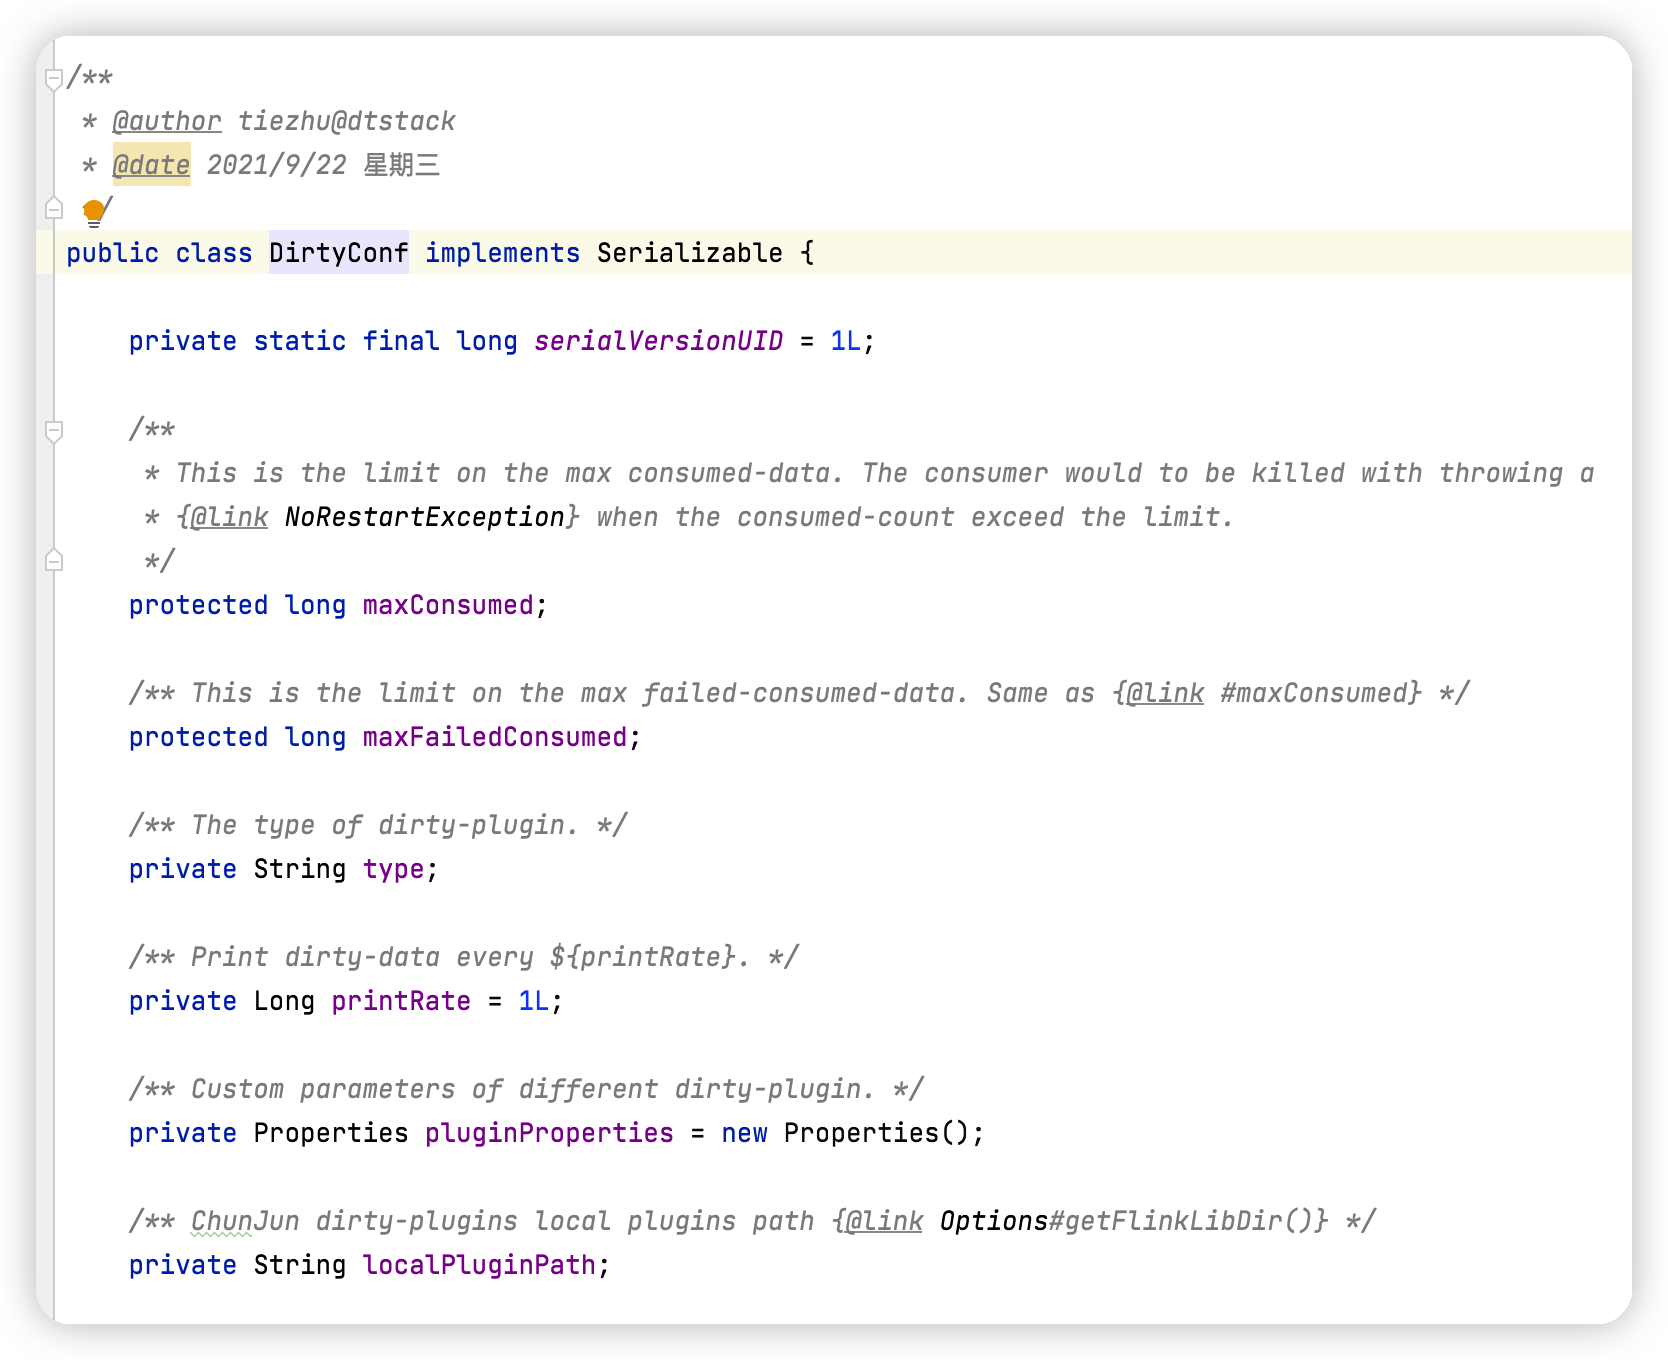 /**
 * @author tiezhu@dtstack
 * @date 2021/9/22 星期三
 /
public class DirtyConf implements Serializable {
    private static final long serialVersionUID = 1L;
    /**
     * This is the limit on the max consumed-data. The consumer would to be killed with throwing a
     * {@link NoRestartException} when the consumed-count exceed the limit.
     */
    protected long maxConsumed;
    /** This is the limit on the max failed-consumed-data. Same as {@link #maxConsumed} */
    protected long maxFailedConsumed;
    /** The type of dirty-plugin. */
    private String type;
    /** Print dirty-data every ${printRate}. */
    private Long printRate = 1L;
    /** Custom parameters of different dirty-plugin. */
    private Properties pluginProperties = new Properties();
    /** ChunJun dirty-plugins local plugins path {@link Options#getFlinkLibDir()} */
    private String localPluginPath;